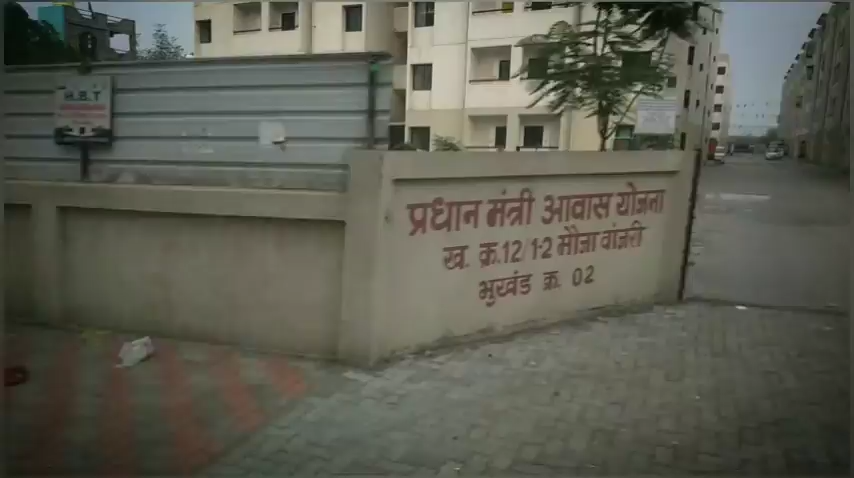 N.B.T
प्रधान मंत्री आवास योजना
ख. क्र.12/1-2 मौजा वांजरी
भुखंड क्र. 02